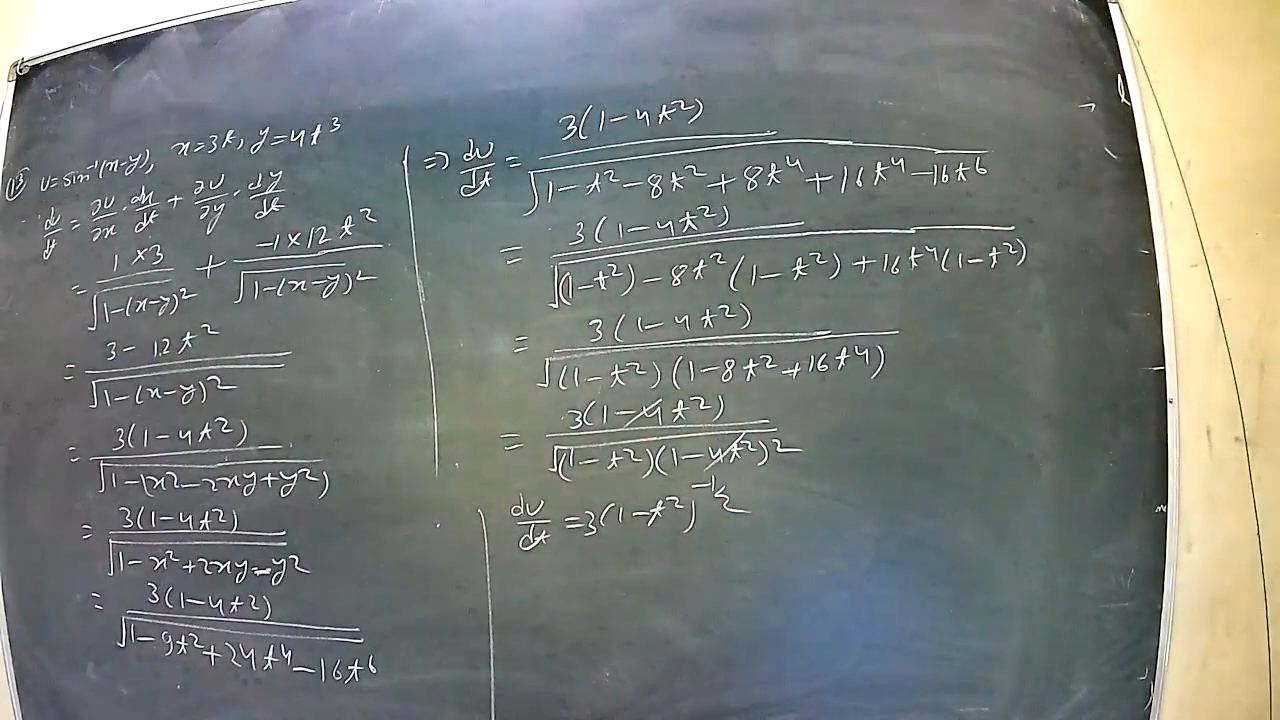 (13) U=Sin⁻¹(x-y), x=3t, y=4t³
∴ du/dt = ∂U/∂x · dx/dt + ∂U/∂y · dy/dt
= 1×3/√1-(x-y)² + -1×12t²/√1-(x-y)²
= 3-12t²/√1-(x-y)²
= 3(1-4t²)/√1-(x²-2xy+y²)
= 3(1-4t²)/√1-x²+2xy-y²
= 3(1-4t²)/√1-9t²+24t⁴-16t⁶
=> du/dt = 3(1-4t²)/√1-t²-8t²+8t⁴+16t⁴-16t⁶
= 3(1-4t²)/√(1-t²)-8t²(1-t²)+16t⁴(1-t²)
= 3(1-4t²)/√(1-t²)(1-8t²+16t⁴)
= 3(1-4t²)/√(1-t²)(1-4t²)²
du/dt = 3(1-t²)^-1/2